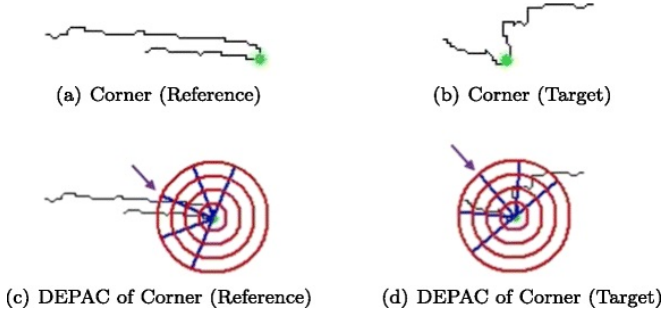 (a) Corner (Reference)
(b) Corner (Target)
(c) DEPAC of Corner (Reference)
(d) DEPAC of Corner (Target)